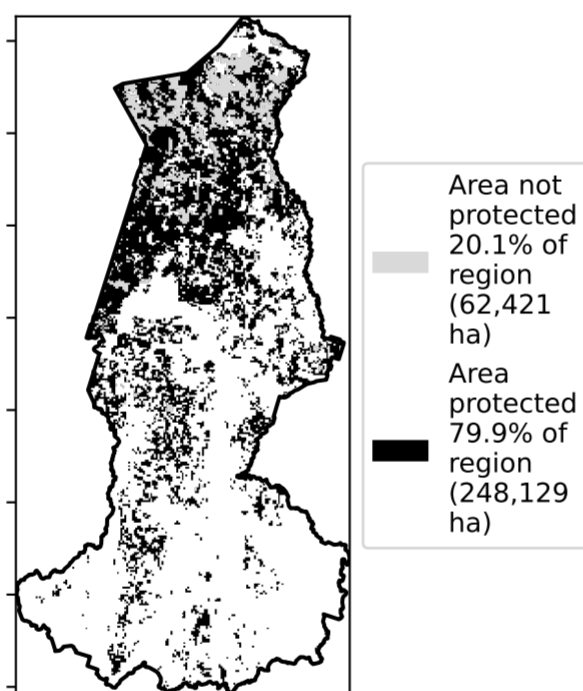 Area not
protected
20.1% of
region
(62,421
ha)
Area
protected
79.9% of
region
(248,129
ha)